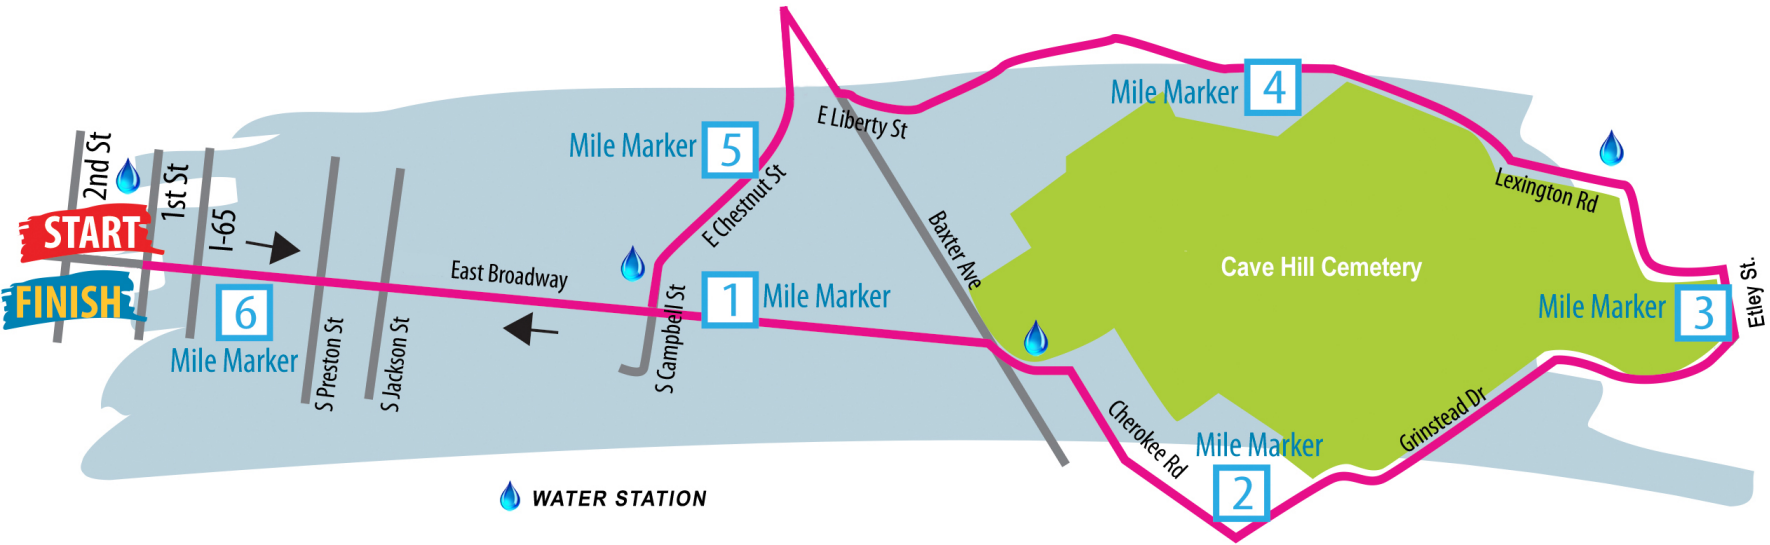 2nd St
1st St
I-65
START
FINISH
6
Mile Marker
S Preston St
S Jackson St
East Broadway
Mile Marker
5
E Chestnut St
S Campbell St
1
Mile Marker
E Liberty St
Baxter Ave
Mile Marker
4
Cave Hill Cemetery
Lexington Rd
Etley St.
Mile Marker
3
Grinstead Dr
Cherokee Rd
Mile Marker
2
WATER STATION